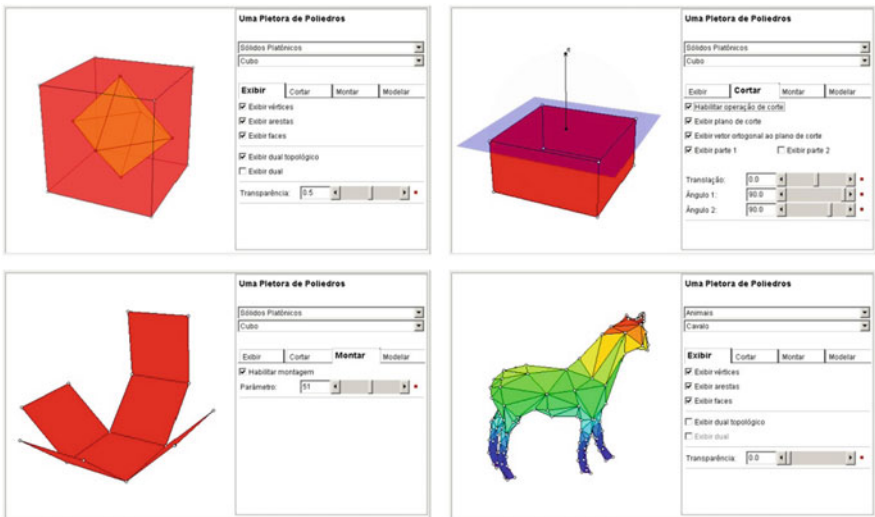 Uma Pletora de Poliedros
Sólidos Platônicos
Cubo
Exibir Cortar Montar Modelar
Exibir vértices
Exibir arestas
Exibir faces
Exibir dual topológico
Exibir dual
Transparência: 0.5
Uma Pletora de Poliedros
Sólidos Platônicos
Cubo
Exibir Cortar Montar Modelar
Habilitar operação de corte
Exibir plano de corte
Exibir vetor ortogonal ao plano de corte
Exibir parte 1 Exibir parte 2
Translação: 0.0
Ângulo 1: 90.0
Ângulo 2: 90.0
Uma Pletora de Poliedros
Sólidos Platônicos
Cubo
Exibir Cortar Montar Modelar
Habilitar montagem
Parâmetro: 51
Uma Pletora de Poliedros
Animais
Cavalo
Exibir Cortar Montar Modelar
Exibir vértices
Exibir arestas
Exibir faces
Exibir dual topológico
Exibir dual
Transparência: 0.0